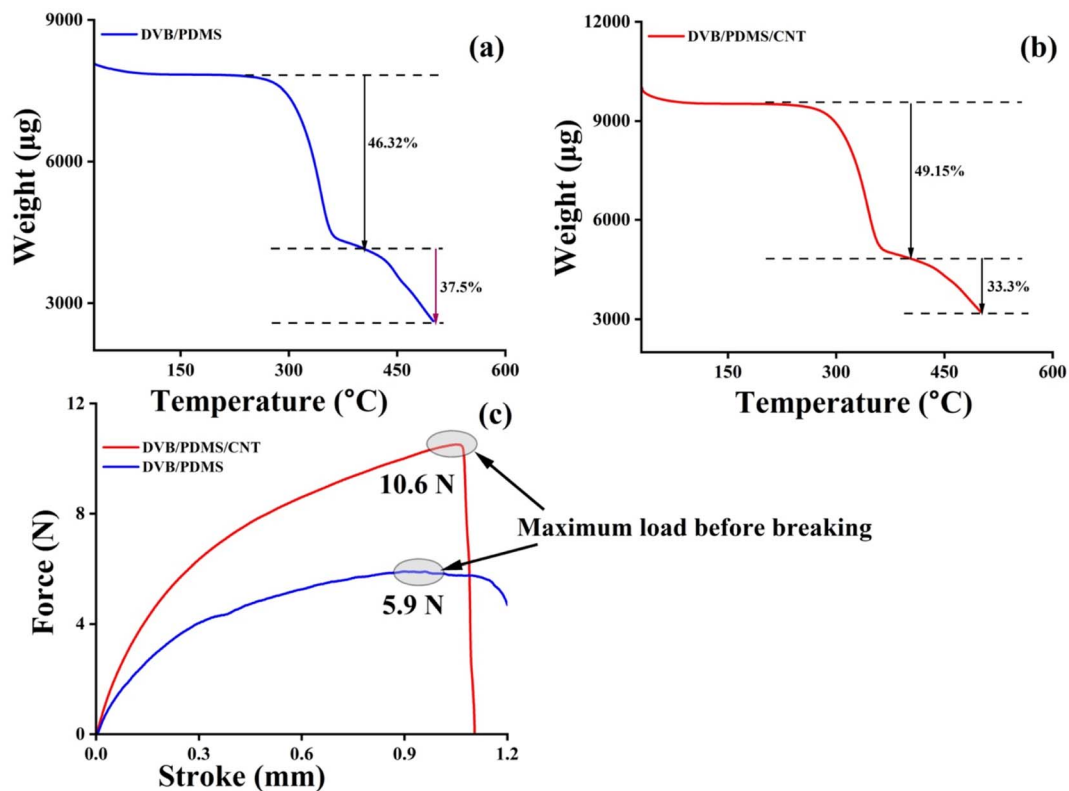 9000
DVB/PDMS
(a)
46.32%
6000
37.5%
3000
150
300
450
600
Weight (μg)
Temperature (°C)
12000
DVB/PDMS/CNT
(b)
9000
49.15%
6000
33.3%
3000
150
300
450
600
Weight (μg)
Temperature (°C)
12
(c)
DVB/PDMS/CNT
DVB/PDMS
10.6 N
Maximum load before breaking
8
5.9 N
4
0
0.0
0.3
0.6
0.9
1.2
Force (N)
Stroke (mm)